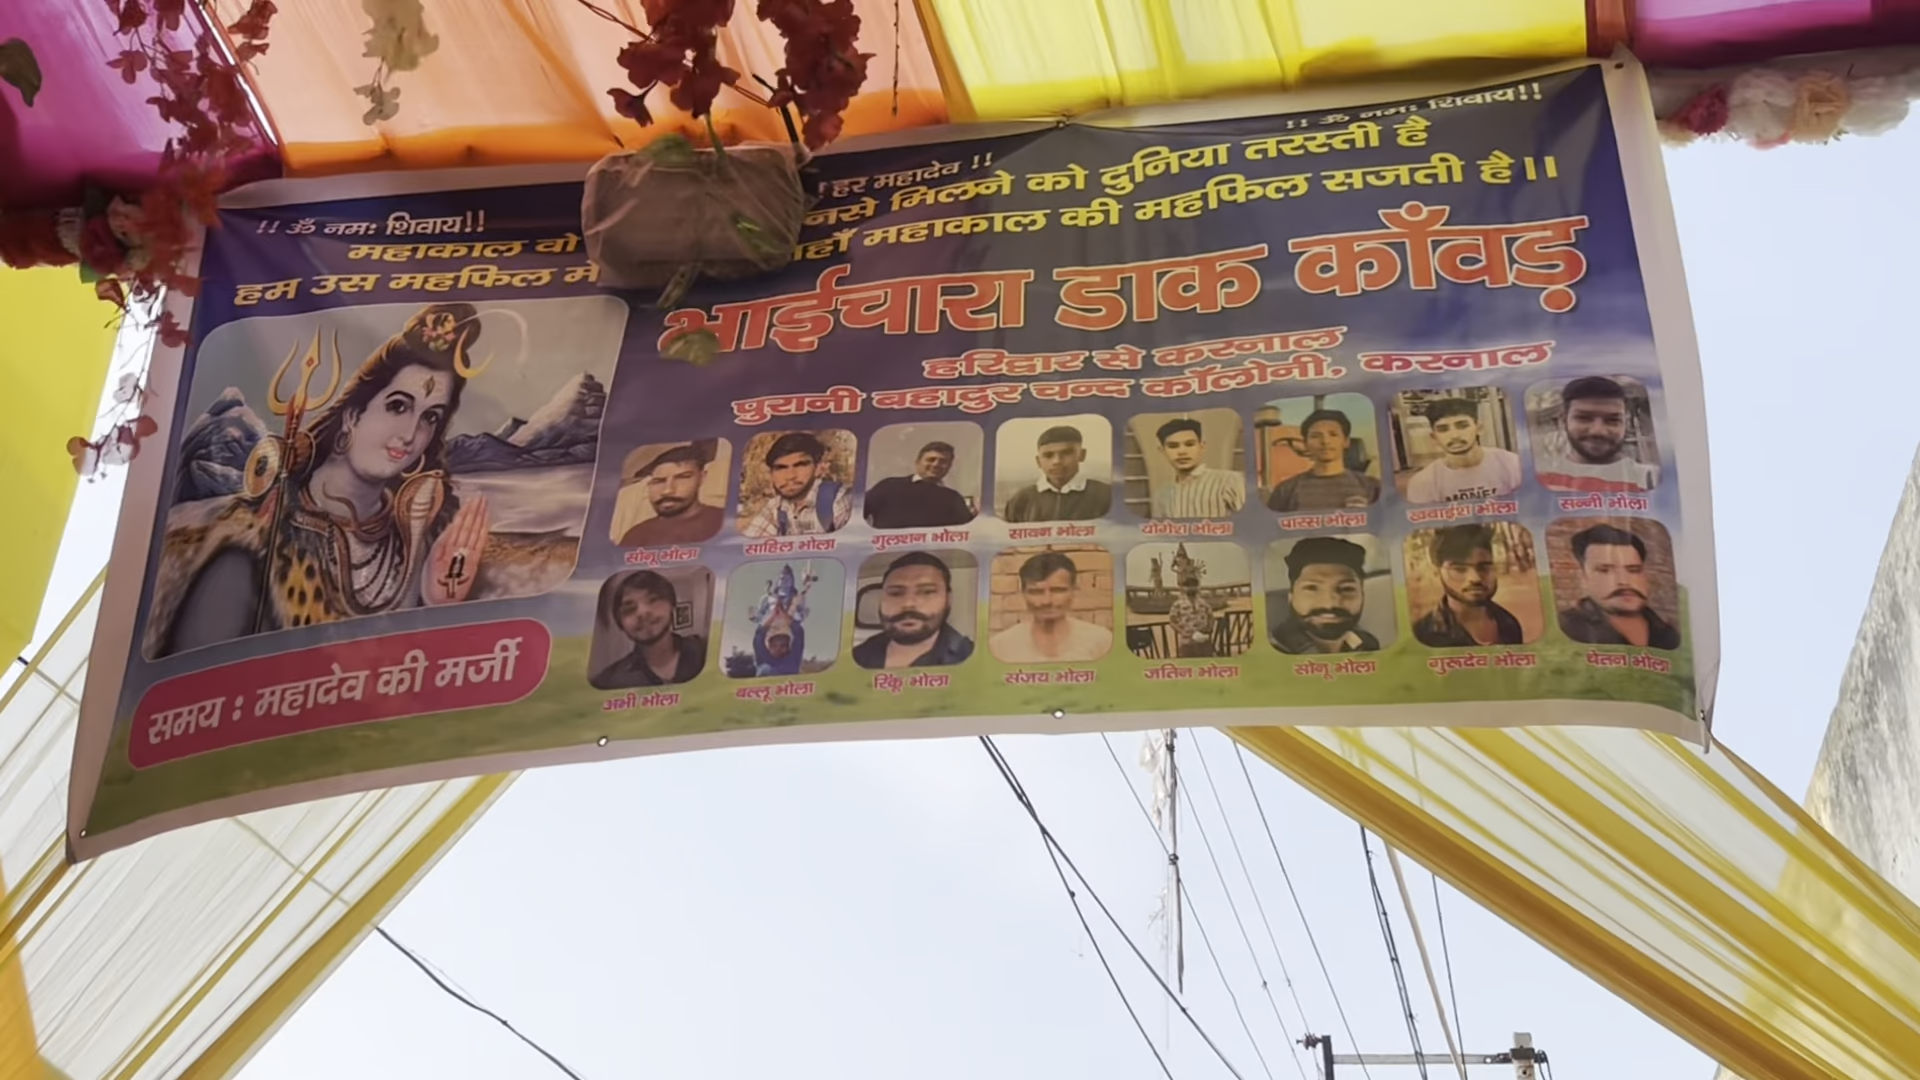 !! ॐ नमः शिवाय!!
हर महादेव !!
!! ॐ नमः शिवाय!!
महाकाल वो
मिलने को दुनिया तरस्ती है
हम उस महफिल में
महाकाल की महफिल सजती है।।
भाईचारा डाक काँवड़
हरिद्वार से करनाल
पुरानी बहादुर चन्द कॉलोनी, करनाल
सोनू भोला
साहिल भोला
गुलशन भोला
सावन भोला
योगेश भोला
पारस भोला
ख्वाईश भोला
सन्नी भोला
अभी भोला
बल्लू भोला
रिंकू भोला
संजय भोला
जतिन भोला
सोनू भोला
गुरूदेव भोला
चेतन भोला
समय : महादेव की मर्जी